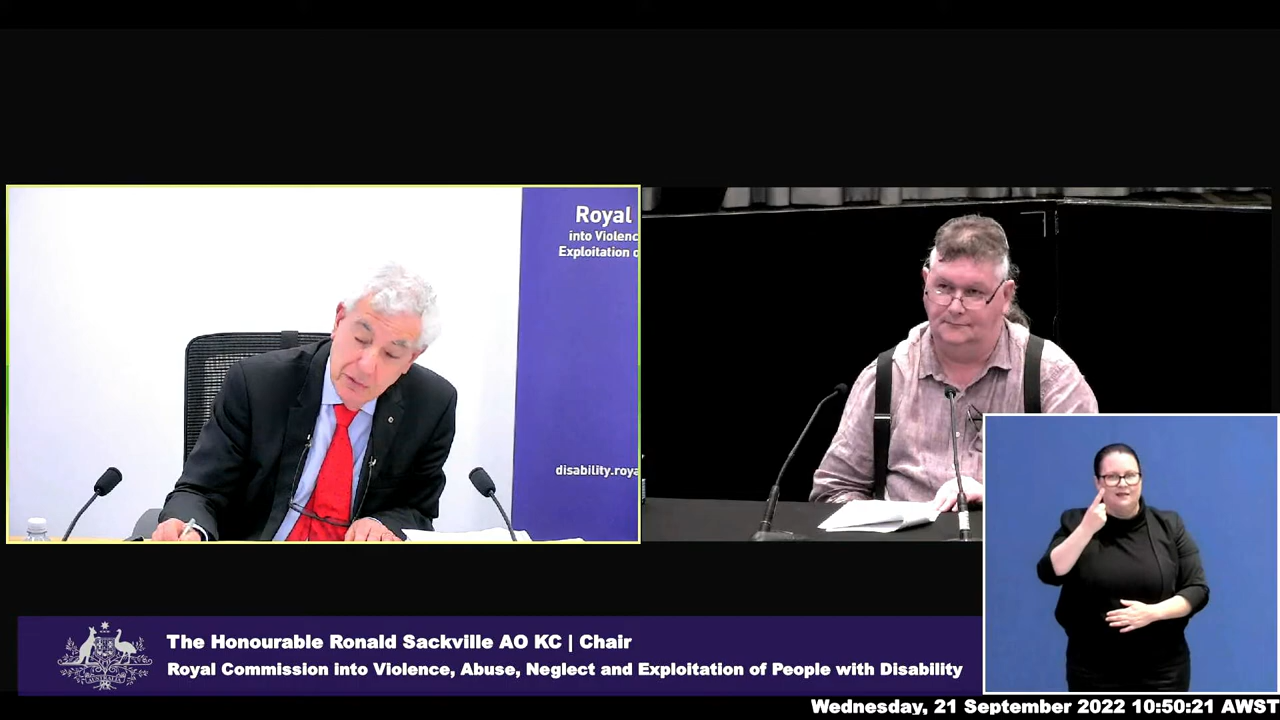 Royal
into Violenc
Exploitation o
disability.roya
The Honourable Ronald Sackville AO KC | Chair
Royal Commission into Violence, Abuse, Neglect and Exploitation of People with Disability
Wednesday, 21 September 2022 10:50:21 AWST